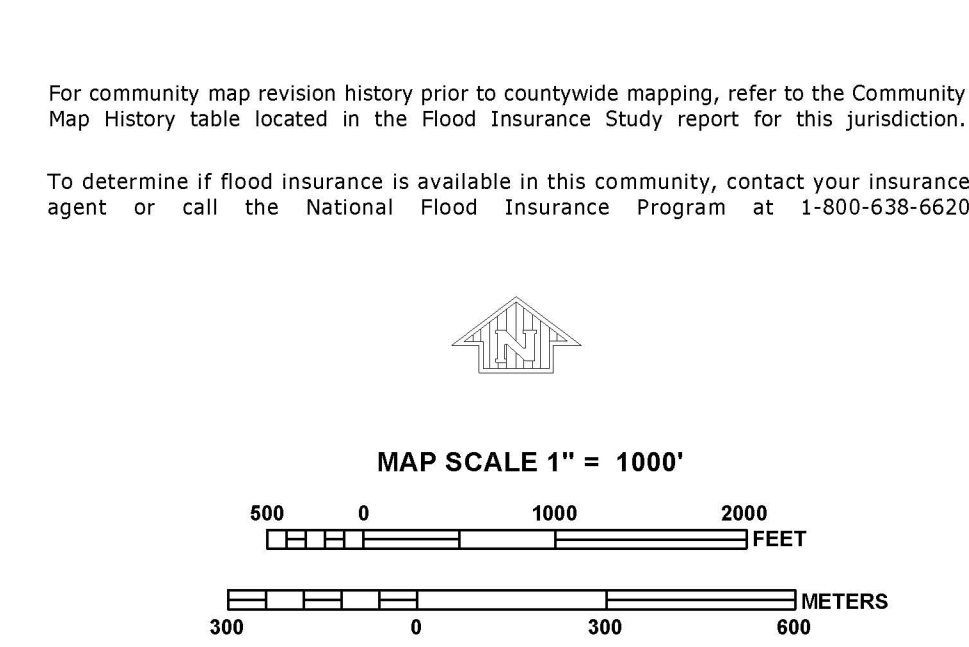 For community map revision history prior to countywide mapping, refer to the Community
Map History table located in the Flood Insurance Study report for this jurisdiction.
To determine if flood insurance is available in this community, contact your insurance
agent or call the National Flood Insurance Program at 1-800-638-6620
N
MAP SCALE 1" = 1000'
500 0 1000 2000
FEET
METERS
300 0 300 600